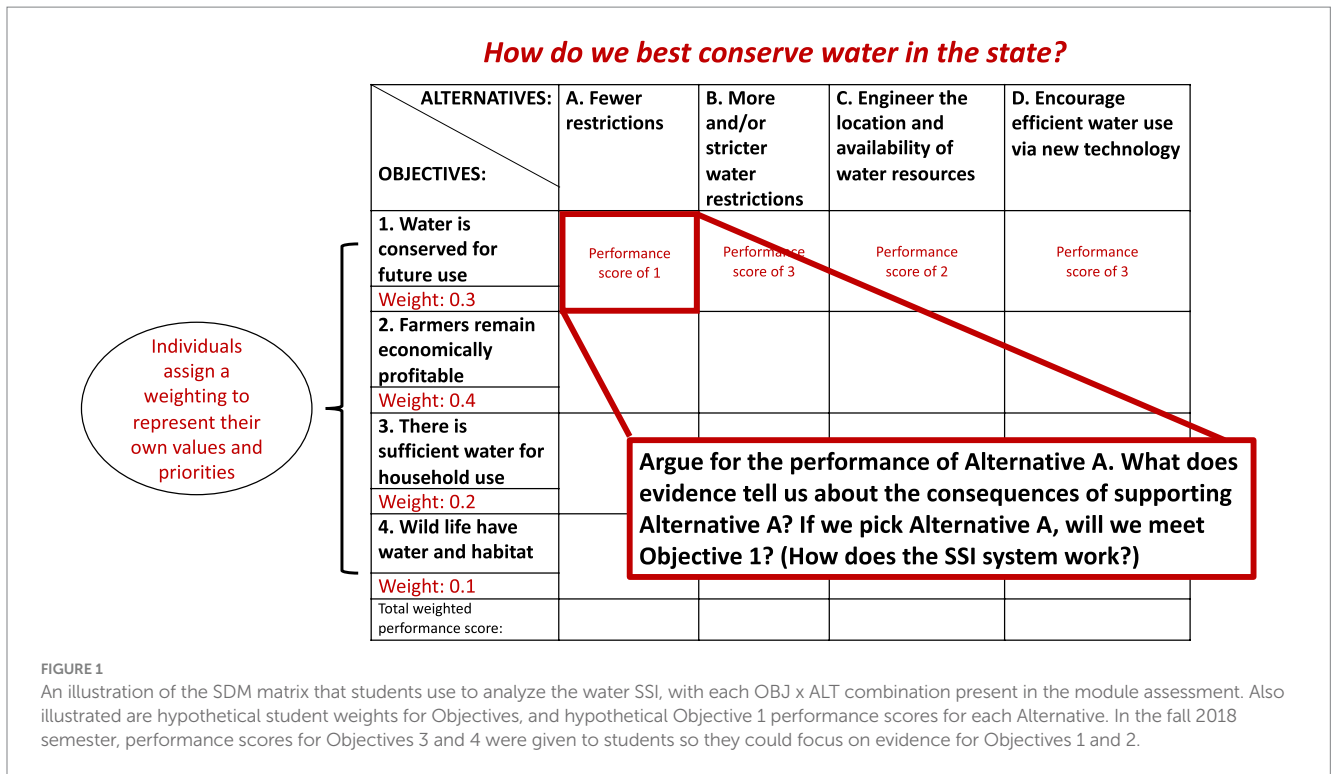 How do we best conserve water in the state?
ALTERNATIVES:
OBJECTIVES:
A. Fewer
restrictions
B. More
and/or
stricter
water
restrictions
C. Engineer the
location and
availability of
water resources
D. Encourage
efficient water use
via new technology
1. Water is
conserved for
future use
Weight: 0.3
Performance
score of 1
Performance
score of 3
Performance
score of 2
Performance
score of 3
2. Farmers remain
economically
profitable
Weight: 0.4
3. There is
sufficient water for
household use
Weight: 0.2
4. Wild life have
water and habitat
Weight: 0.1
Total weighted
performance score:
Individuals
assign a
weighting to
represent their
own values and
priorities
Argue for the performance of Alternative A. What does
evidence tell us about the consequences of supporting
Alternative A? If we pick Alternative A, will we meet
Objective 1? (How does the SSI system work?)
FIGURE 1
An illustration of the SDM matrix that students use to analyze the water SSI, with each OBJ x ALT combination present in the module assessment. Also
illustrated are hypothetical student weights for Objectives, and hypothetical Objective 1 performance scores for each Alternative. In the fall 2018
semester, performance scores for Objectives 3 and 4 were given to students so they could focus on evidence for Objectives 1 and 2.